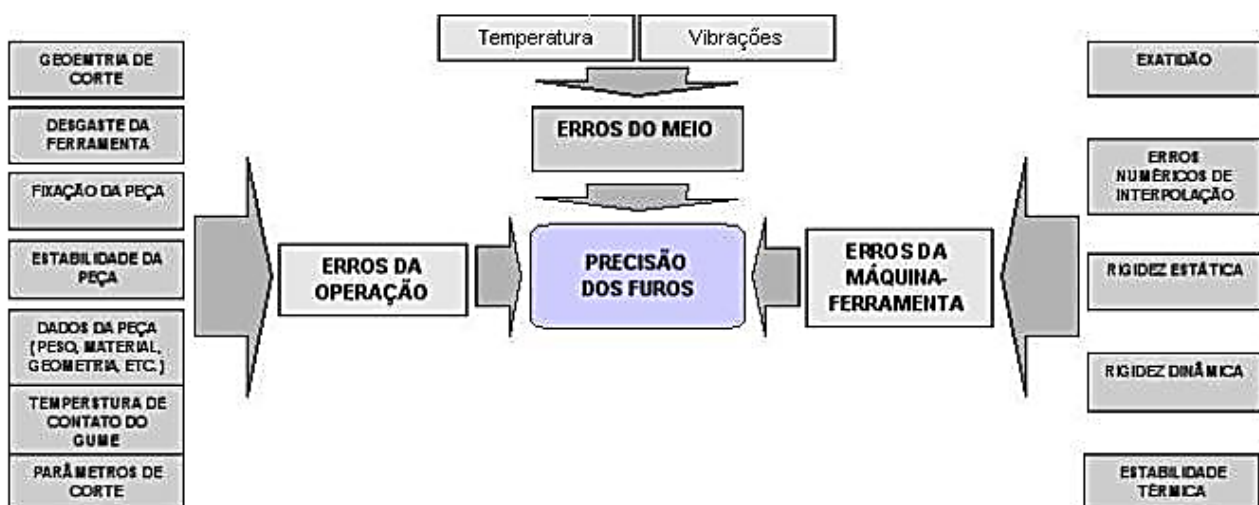 Temperatura
Vibrações
GEOEMTRIA DE
CORTE
DESGASTE DA
FERRAMENTA
FIXAÇÃO DA PEÇA
ESTABILIDADE DA
PEÇA
DADOS DA PEÇA
( PESO, MATERIAL,
GEOMETRIA, ETC.)
TEMPERSTURA DE
CONTATO DO
GUME
PARÂMETROS DE
CORTE
ERROS DA
OPERAÇÃO
ERROS DO MEIO
PRECISÃO
DOS FUROS
ERROS DA
MÁQUINA-
FERRAMENTA
EXATIDÃO
ERROS
NUMÉRICOS DE
INTERPOLAÇÃO
RIGIDEZ ESTÁTICA
RIGIDEZ DINÂMICA
ESTABILIDADE
TÉRMICA